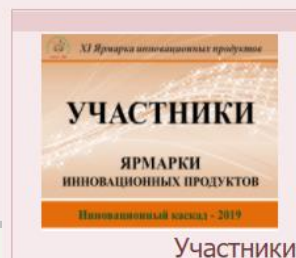 XI Ярмарка инновационных продуктов
УЧАСТНИКИ
ЯРМАРКИ
ИННОВАЦИОННЫХ ПРОДУКТОВ
Инновационный каскад - 2019
Участники